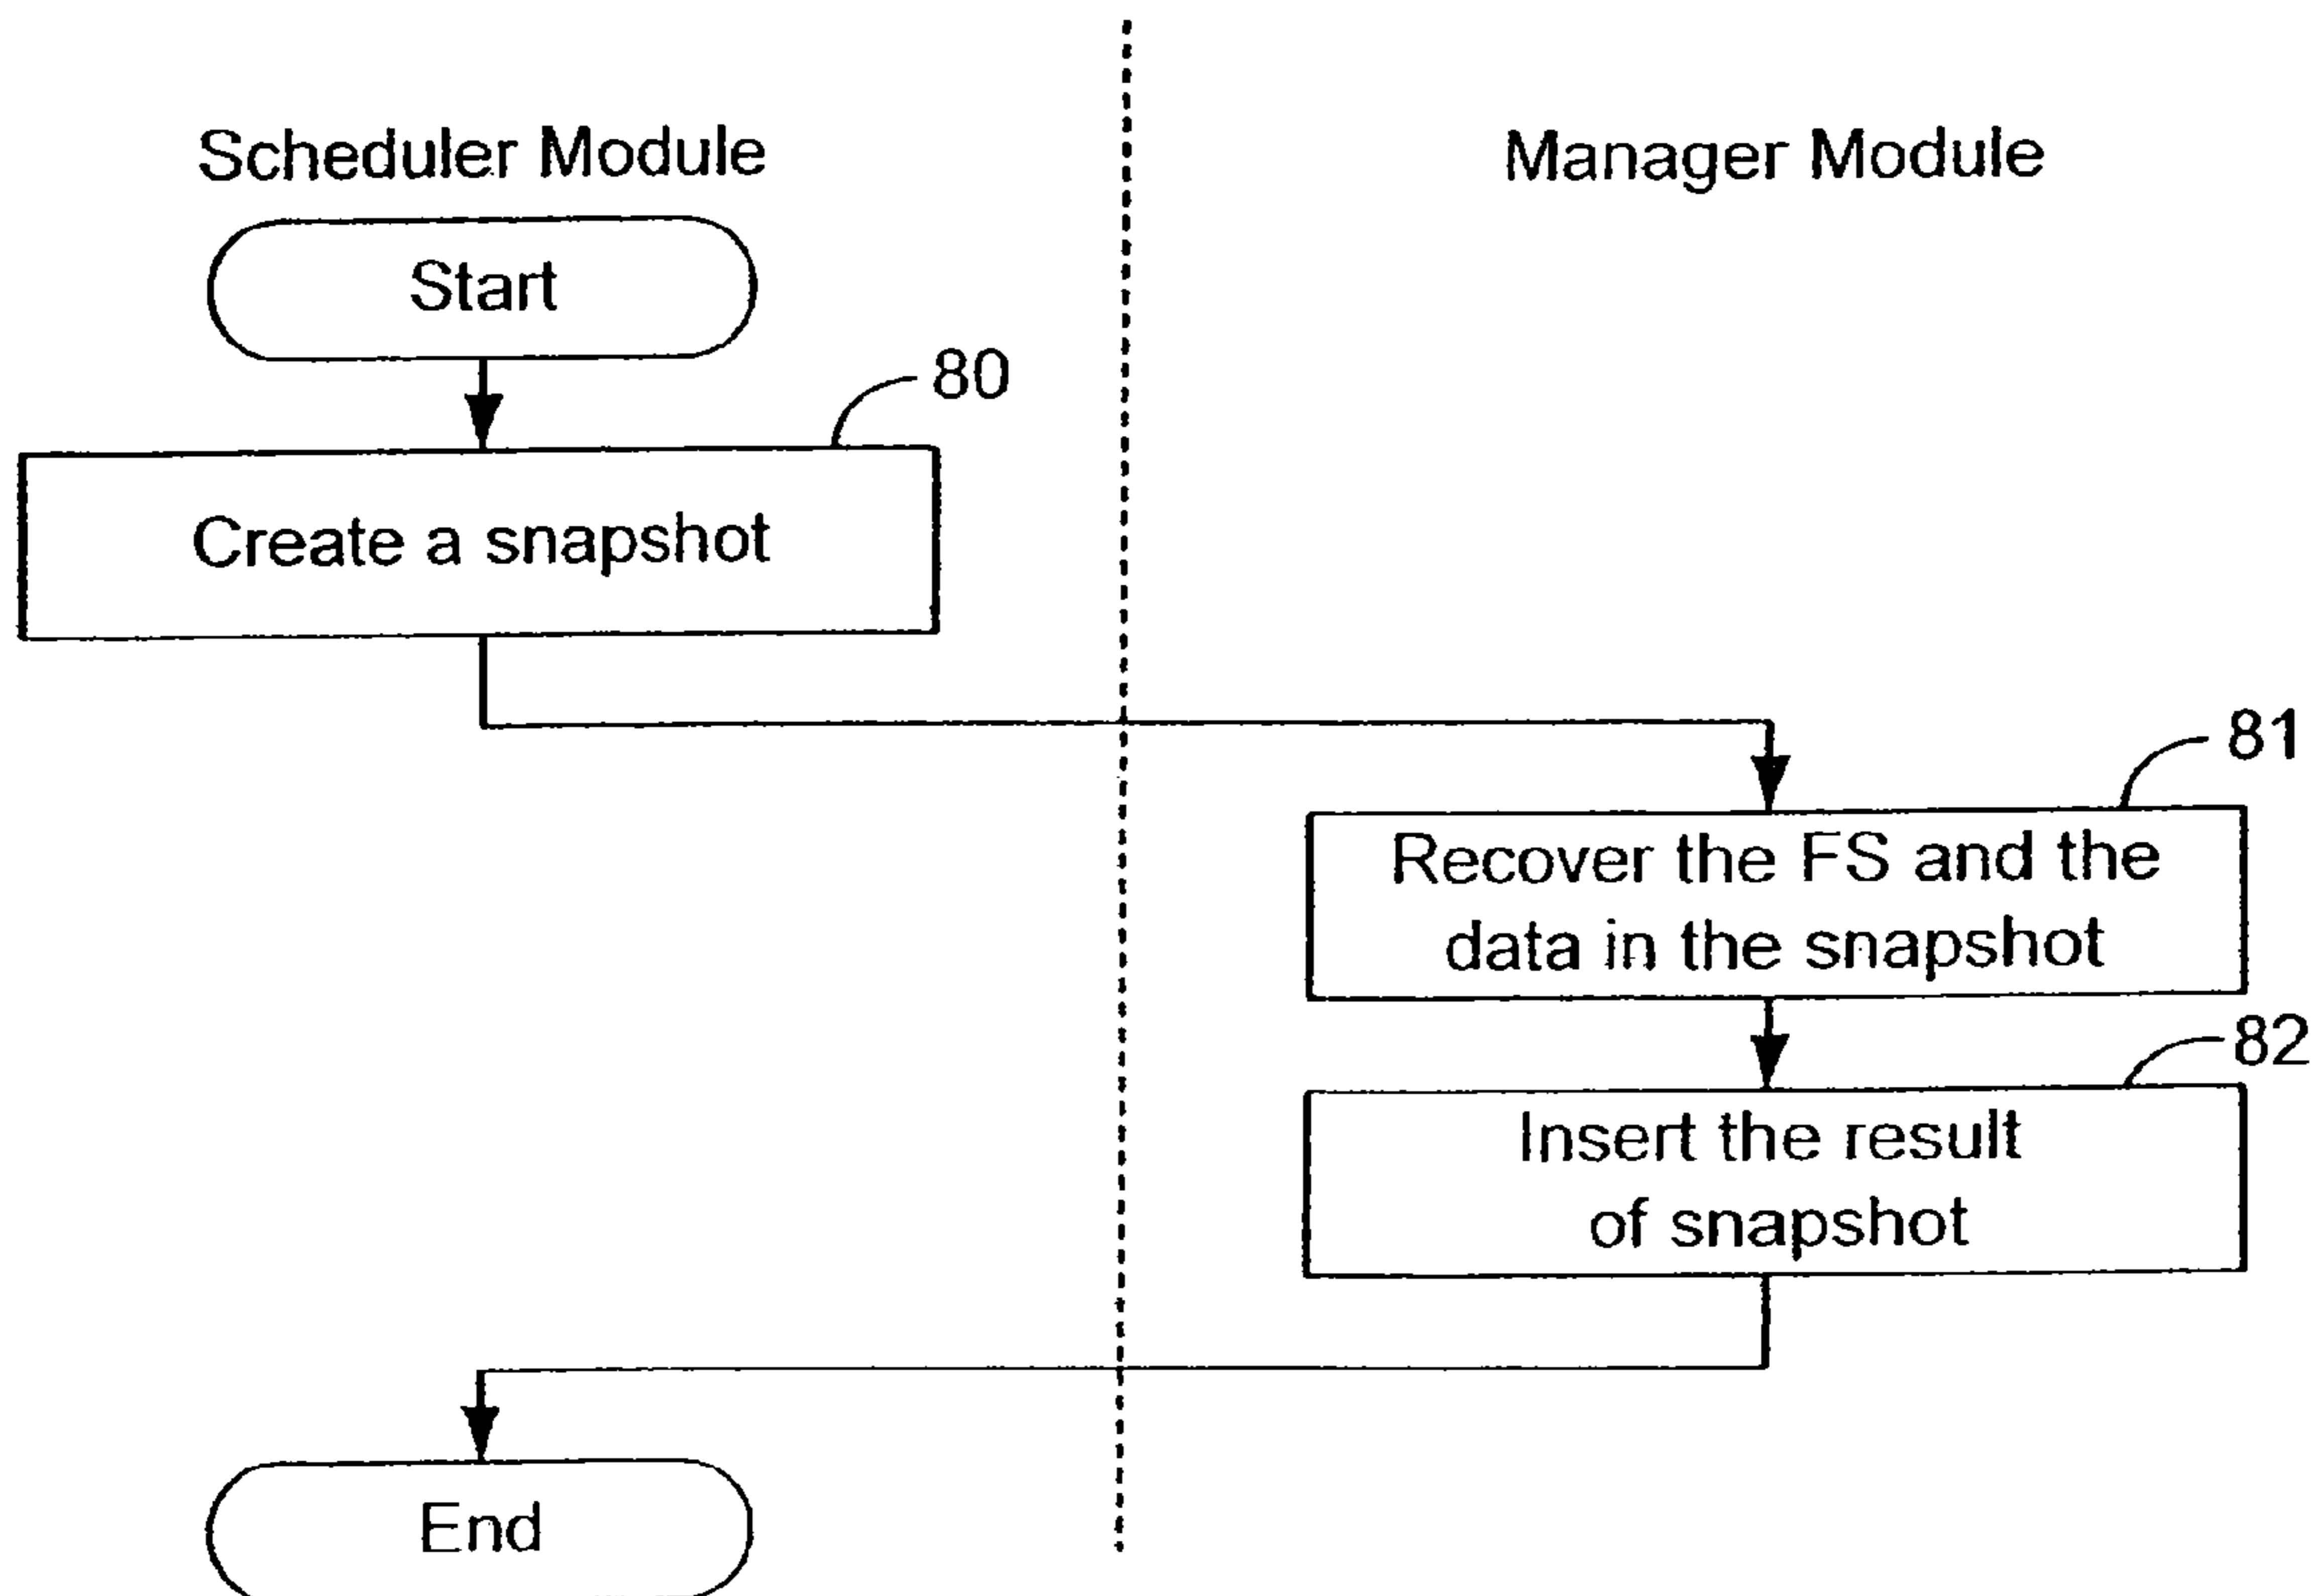 Scheduler Module
Manager Module
Start
80
Create a snapshot
81
Recover the FS and the
data in the snapshot
82
Insert the result
of snapshot
End